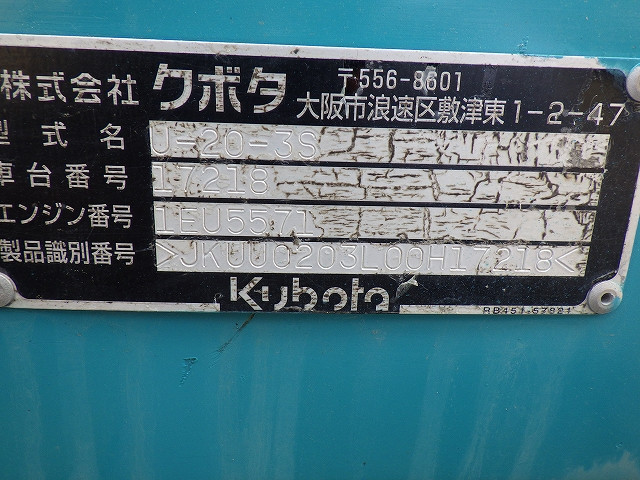 株式会社 クボタ 〒556-8601
大阪市浪速区敷津東1-2-47
型式名 U-20-3S
車台番号 17218
エンジン番号 1EU5571
製品識別番号 >JKUU0203L00H17218<
Kubota
RB451-57881